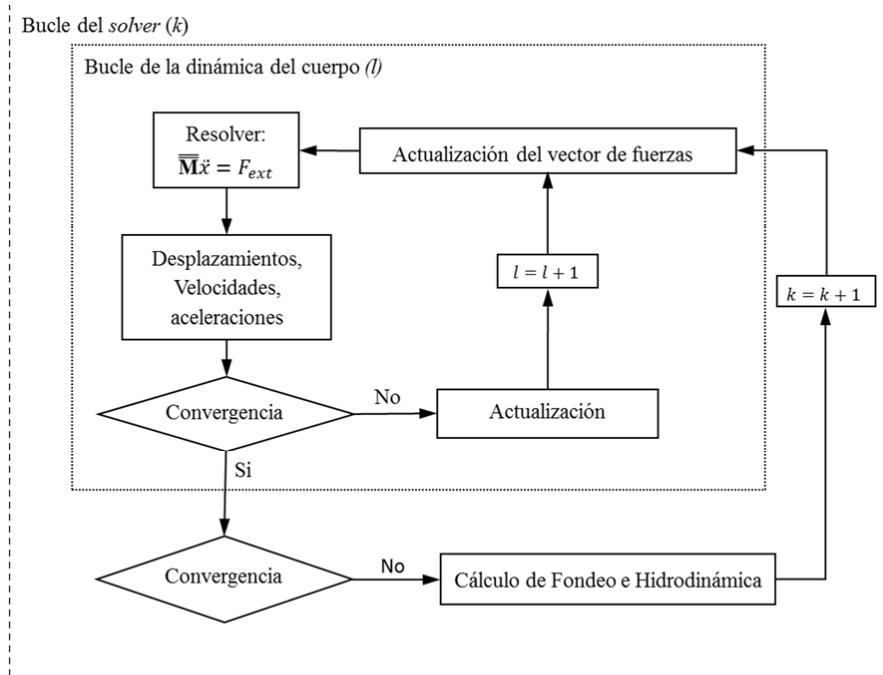 Bucle del solver (k)
Bucle de la dinámica del cuerpo (l)
Resolver:
M̿ẍ = F_ext
Actualización del vector de fuerzas
Desplazamientos,
Velocidades,
aceleraciones
l = l + 1
k = k + 1
Convergencia
No
Actualización
Si
Convergencia
No
Cálculo de Fondeo e Hidrodinámica